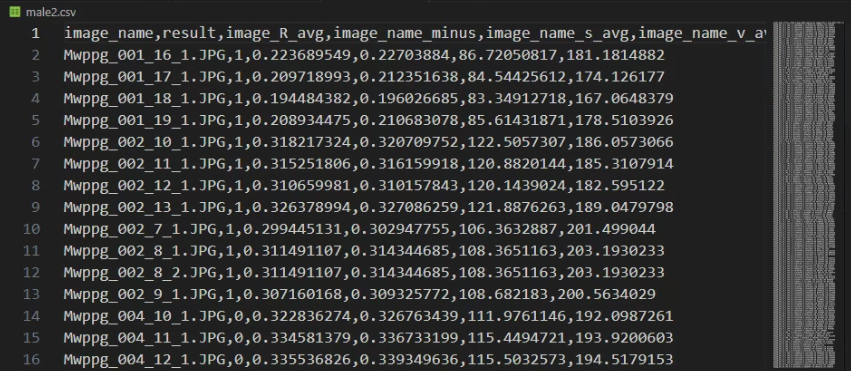 male2.csv
1 image_name,result,image_R_avg,image_name_minus,image_name_s_avg,image_name_v_av
2 Mwppg_001_16_1.JPG,1,0.223689549,0.22703884,86.72050817,181.1814882
3 Mwppg_001_17_1.JPG,1,0.209718993,0.212351638,84.54425612,174.126177
4 Mwppg_001_18_1.JPG,1,0.194484382,0.196026685,83.34912718,167.0648379
5 Mwppg_001_19_1.JPG,1,0.208934475,0.210683078,85.61431871,178.5103926
6 Mwppg_002_10_1.JPG,1,0.318217324,0.320709752,122.5057307,186.0573066
7 Mwppg_002_11_1.JPG,1,0.315251806,0.316159918,120.8820144,185.3107914
8 Mwppg_002_12_1.JPG,1,0.310659981,0.310157843,120.1439024,182.595122
9 Mwppg_002_13_1.JPG,1,0.326378994,0.327086259,121.8876263,189.0479798
10 Mwppg_002_7_1.JPG,1,0.299445131,0.302947755,106.3632887,201.499044
11 Mwppg_002_8_1.JPG,1,0.311491107,0.314344685,108.3651163,203.1930233
12 Mwppg_002_8_2.JPG,1,0.311491107,0.314344685,108.3651163,203.1930233
13 Mwppg_002_9_1.JPG,1,0.307160168,0.309325772,108.682183,200.5634029
14 Mwppg_004_10_1.JPG,0,0.322836274,0.326763439,111.9761146,192.0987261
15 Mwppg_004_11_1.JPG,0,0.334581379,0.336733199,115.4494721,193.9200603
16 Mwppg_004_12_1.JPG,0,0.335536826,0.339349636,115.5032573,194.5179153